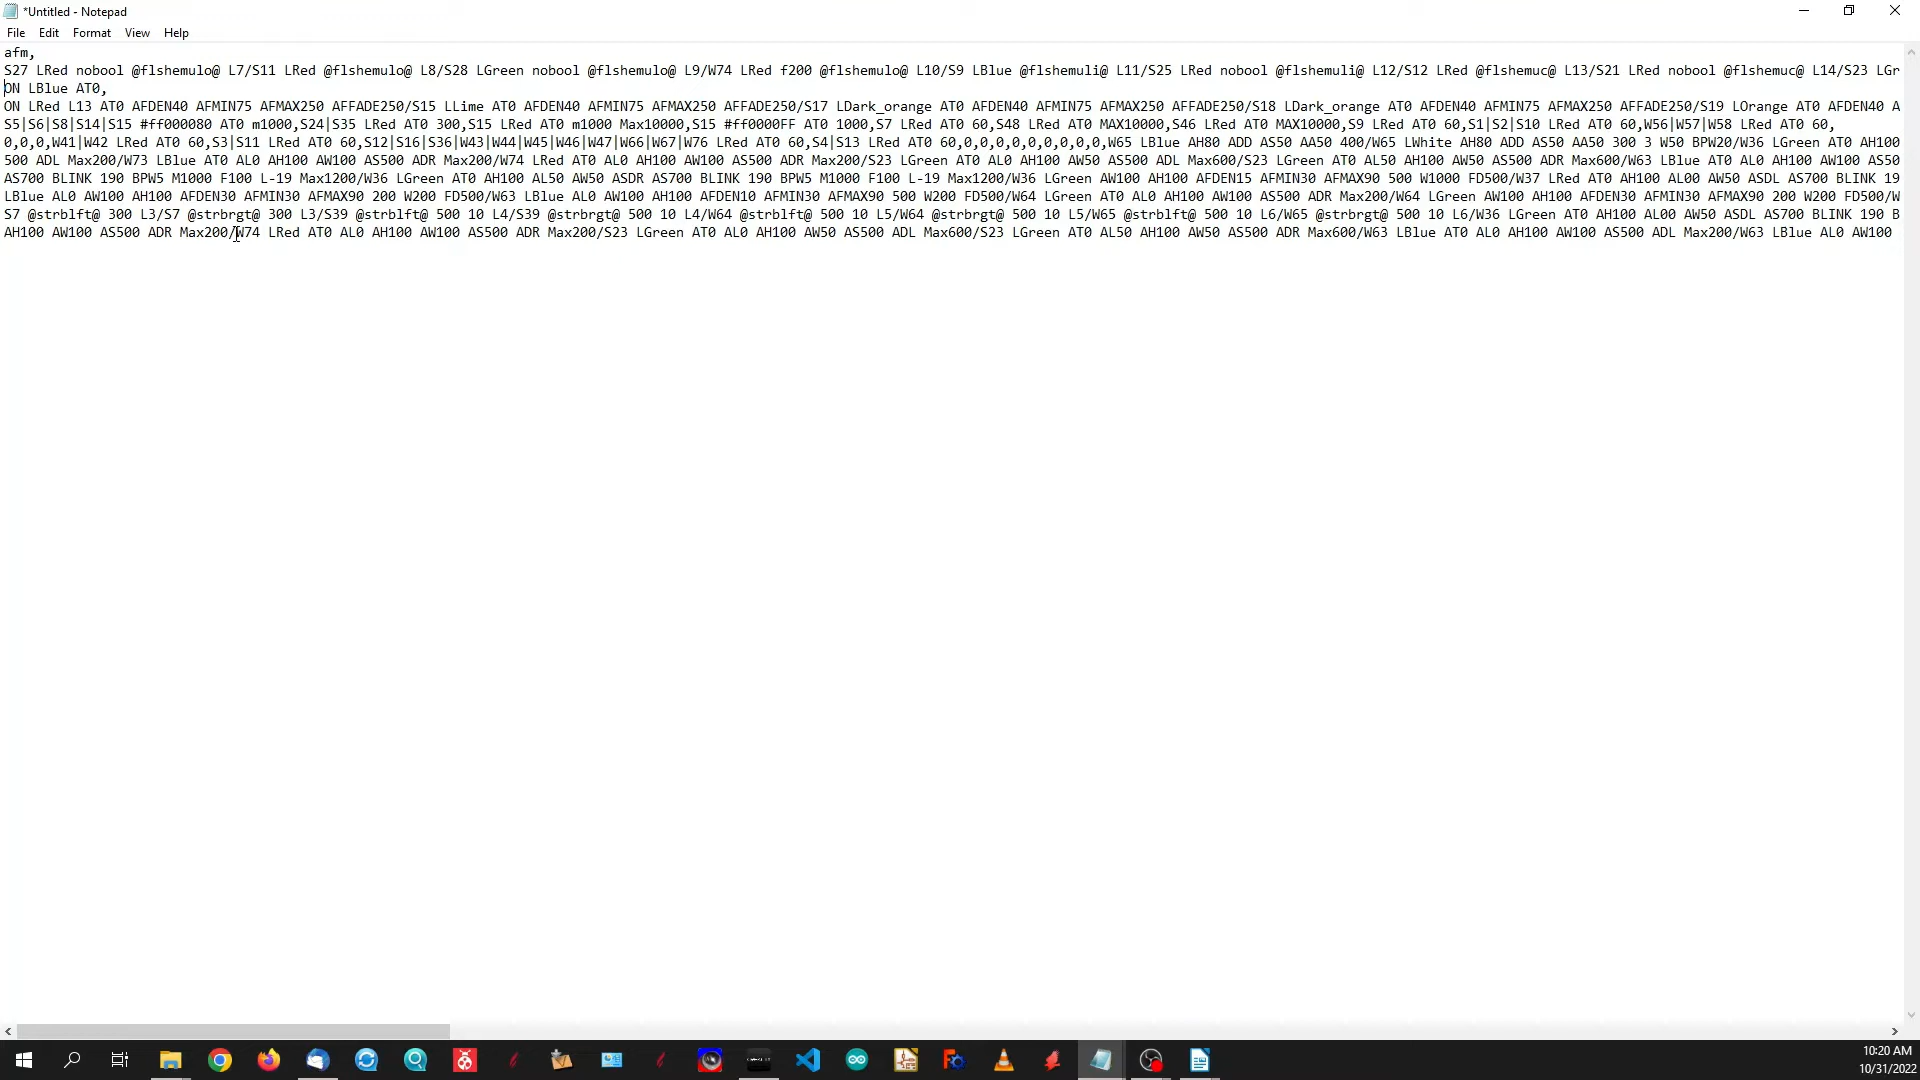 *Untitled - Notepad
File Edit Format View Help
afm,
S27 LRed nobool @flshemulo@ L7/S11 LRed @flshemulo@ L8/S28 LGreen nobool @flshemulo@ L9/W74 LRed f200 @flshemulo@ L10/S9 LBlue @flshemuli@ L11/S25 LRed nobool @flshemuli@ L12/S12 LRed @flshemuc@ L13/S21 LRed nobool @flshemuc@ L14/S23 LGr
ON LBlue AT0,
ON LRed L13 AT0 AFDEN40 AFMIN75 AFMAX250 AFFADE250/S15 LLime AT0 AFDEN40 AFMIN75 AFMAX250 AFFADE250/S17 LDark_orange AT0 AFDEN40 AFMIN75 AFMAX250 AFFADE250/S18 LDark_orange AT0 AFDEN40 AFMIN75 AFMAX250 AFFADE250/S19 LOrange AT0 AFDEN40 A
S5|S6|S8|S14|S15 #ff000080 AT0 m1000,S24|S35 LRed AT0 300,S15 LRed AT0 m1000 Max10000,S15 #ff0000FF AT0 1000,S7 LRed AT0 60,S48 LRed AT0 MAX10000,S46 LRed AT0 MAX10000,S9 LRed AT0 60,S1|S2|S10 LRed AT0 60,W56|W57|W58 LRed AT0 60,
0,0,0,W41|W42 LRed AT0 60,S3|S11 LRed AT0 60,S12|S16|S36|W43|W44|W45|W46|W47|W66|W67|W76 LRed AT0 60,S4|S13 LRed AT0 60,0,0,0,0,0,0,0,0,0,W65 LBlue AH80 ADD AS50 AA50 400/W65 LWhite AH80 ADD AS50 AA50 300 3 W50 BPW20/W36 LGreen AT0 AH100
500 ADL Max200/W73 LBlue AT0 AL0 AH100 AW100 AS500 ADR Max200/W74 LRed AT0 AL0 AH100 AW100 AS500 ADR Max200/S23 LGreen AT0 AL0 AH100 AW50 AS500 ADL Max600/S23 LGreen AT0 AL50 AH100 AW50 AS500 ADR Max600/W63 LBlue AT0 AL0 AH100 AW100 AS50
AS700 BLINK 190 BPW5 M1000 F100 L-19 Max1200/W36 LGreen AT0 AH100 AL50 AW50 ASDR AS700 BLINK 190 BPW5 M1000 F100 L-19 Max1200/W36 LGreen AW100 AH100 AFDEN15 AFMIN30 AFMAX90 500 W1000 FD500/W37 LRed AT0 AH100 AL00 AW50 ASDL AS700 BLINK 19
LBlue AL0 AW100 AH100 AFDEN30 AFMIN30 AFMAX90 200 W200 FD500/W63 LBlue AL0 AW100 AH100 AFDEN10 AFMIN30 AFMAX90 500 W200 FD500/W64 LGreen AT0 AL0 AH100 AW100 AS500 ADR Max200/W64 LGreen AW100 AH100 AFDEN30 AFMIN30 AFMAX90 200 W200 FD500/W
S7 @strblft@ 300 L3/S7 @strbrgt@ 300 L3/S39 @strblft@ 500 10 L4/S39 @strbrgt@ 500 10 L4/W64 @strblft@ 500 10 L5/W64 @strbrgt@ 500 10 L5/W65 @strblft@ 500 10 L6/W65 @strbrgt@ 500 10 L6/W36 LGreen AT0 AH100 AL00 AW50 ASDL AS700 BLINK 190 B
AH100 AW100 AS500 ADR Max200/W74 LRed AT0 AL0 AH100 AW100 AS500 ADR Max200/S23 LGreen AT0 AL0 AH100 AW50 AS500 ADL Max600/S23 LGreen AT0 AL50 AH100 AW50 AS500 ADR Max600/W63 LBlue AT0 AL0 AH100 AW100 AS500 ADL Max200/W63 LBlue AL0 AW100
10:20 AM
10/31/2022